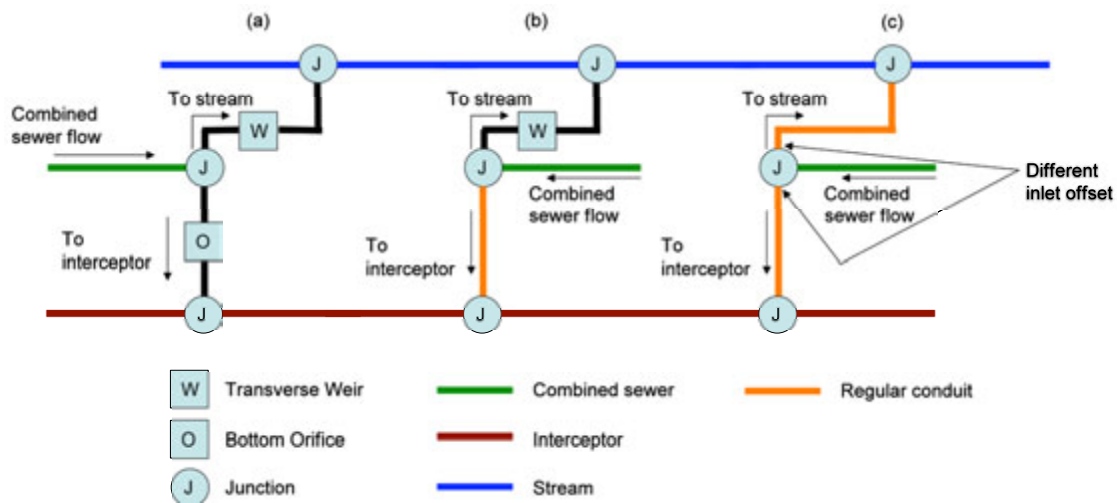 (a)
(b)
(c)
J
J
J
To stream
To stream
To stream
Combined
sewer flow
W
W
J
J
J
Combined
sewer flow
Combined
sewer flow
Different
inlet offset
O
To
interceptor
To
interceptor
To
interceptor
J
J
J
W Transverse Weir
Combined sewer
Regular conduit
O Bottom Orifice
Interceptor
J Junction
Stream